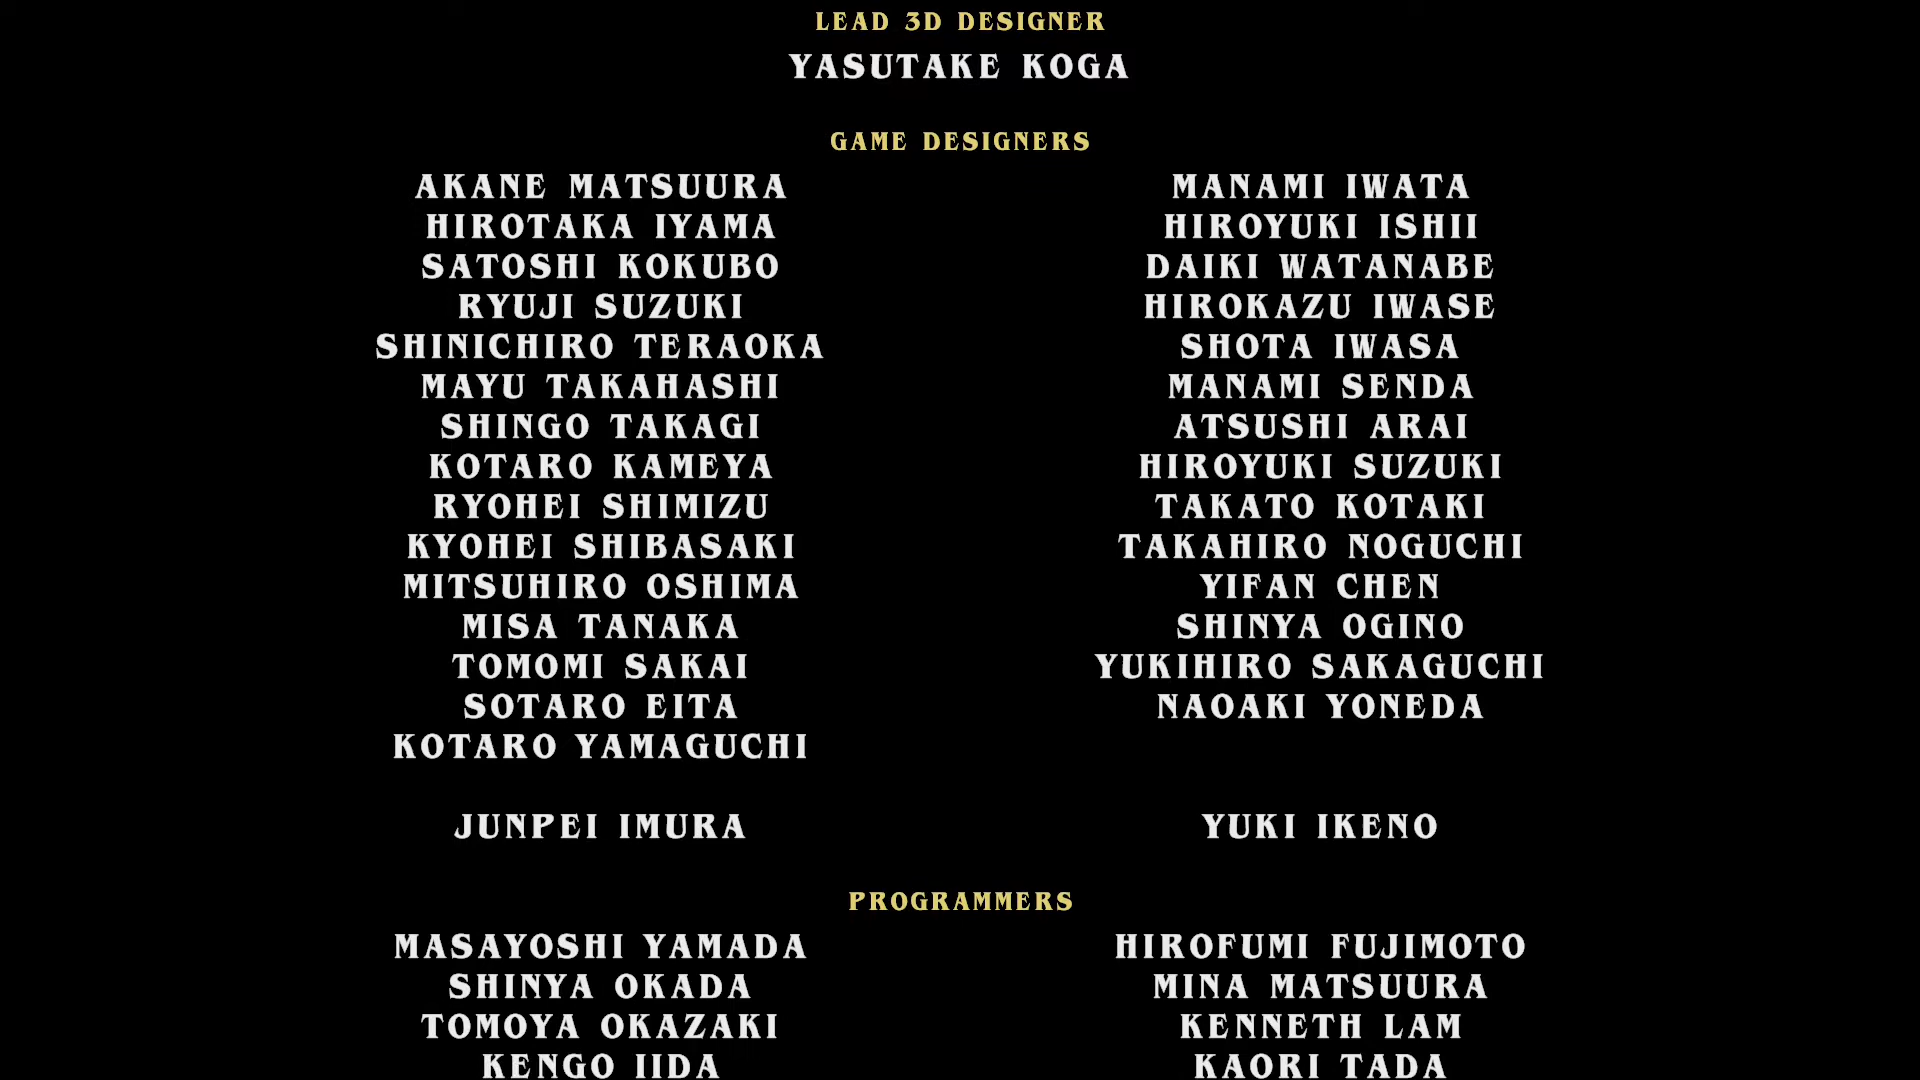 LEAD 3D DESIGNER
YASUTAKE KOGA
GAME DESIGNERS
AKANE MATSUURA
MANAMI IWATA
HIROTAKA IYAMA
HIROYUKI ISHII
SATOSHI KOKUBO
DAIKI WATANABE
RYUJI SUZUKI
HIROKAZU IWASE
SHINICHIRO TERAOKA
SHOTA IWASA
MAYU TAKAHASHI
MANAMI SENDA
SHINGO TAKAGI
ATSUSHI ARAI
KOTARO KAMEYA
HIROYUKI SUZUKI
RYOHEI SHIMIZU
TAKATO KOTAKI
KYOHEI SHIBASAKI
TAKAHIRO NOGUCHI
MITSUHIRO OSHIMA
YIFAN CHEN
MISA TANAKA
SHINYA OGINO
TOMOMI SAKAI
YUKIHIRO SAKAGUCHI
SOTARO EITA
NAOAKI YONEDA
KOTARO YAMAGUCHI
JUNPEI IMURA
YUKI IKENO
PROGRAMMERS
MASAYOSHI YAMADA
HIROFUMI FUJIMOTO
SHINYA OKADA
MINA MATSUURA
TOMOYA OKAZAKI
KENNETH LAM
KENGO IIDA
KAORI TADA